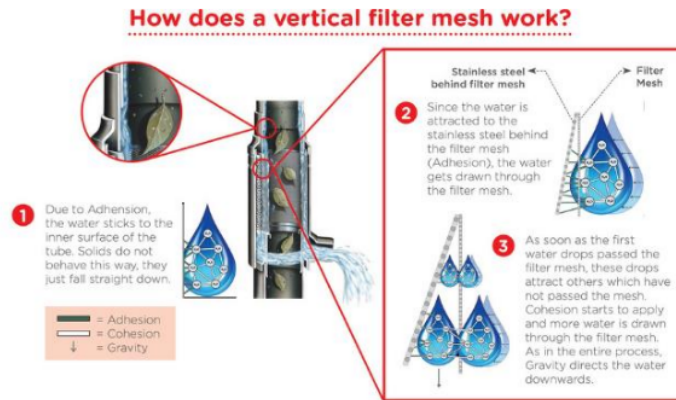 How does a vertical filter mesh work?
Stainless steel
behind filter mesh
Filter
Mesh
1
Due to Adhension,
the water sticks to the
inner surface of the
tube. Solids do not
behave this way, they
just fall straight down.
= Adhesion
= Cohesion
= Gravity
2
Since the water is
attracted to the
stainless steel behind
the filter mesh
(Adhesion), the water
gets drawn through
the filter mesh.
3
As soon as the first
water drops passed the
filter mesh, these drops
attract others which have
not passed the mesh.
Cohesion starts to apply
and more water is drawn
through the filter mesh.
As in the entire process,
Gravity directs the water
downwards.